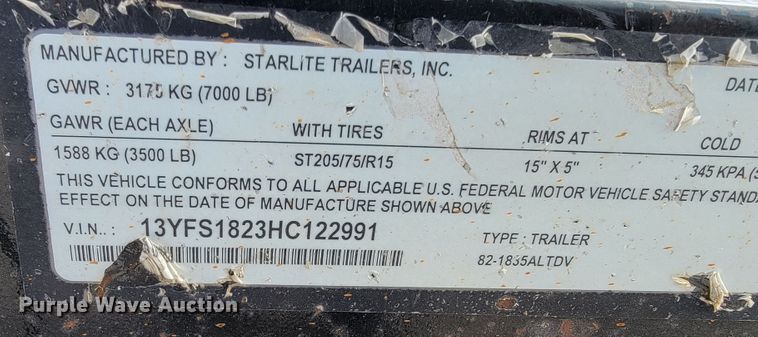 MANUFACTURED BY: STARLITE TRAILERS, INC. DATE
GVWR: 3175 KG (7000 LB)
GAWR (EACH AXLE) WITH TIRES RIMS AT COLD
1588 KG (3500 LB) ST205/75/R15 15" X 5" 345 KPA
THIS VEHICLE CONFORMS TO ALL APPLICABLE U.S. FEDERAL MOTOR VEHICLE SAFETY STAND
EFFECT ON THE DATE OF MANUFACTURE SHOWN ABOVE
V.I.N..: 13YFS1823HC122991 TYPE: TRAILER
82-1835ALTDV
Purple Wave Auction